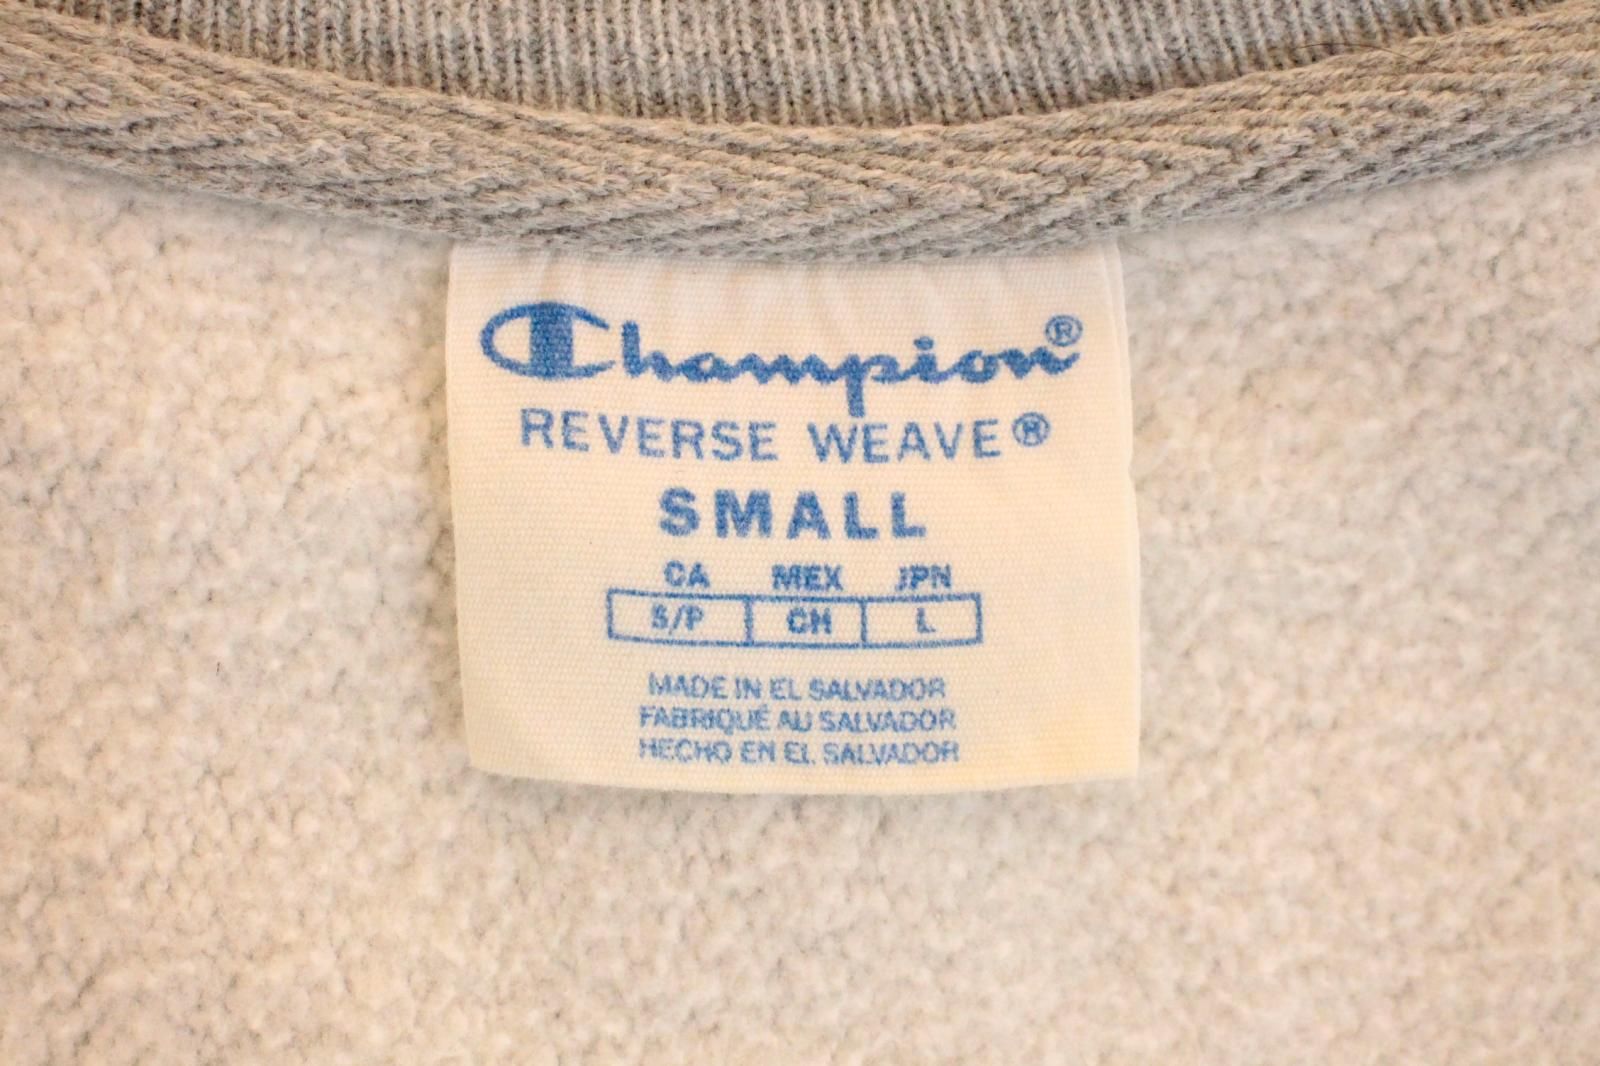 Champion®
REVERSE WEAVE®
SMALL
CA MEX JPN
S/P CH L
MADE IN EL SALVADOR
FABRIQUÉ AU SALVADOR
HECHO EN EL SALVADOR